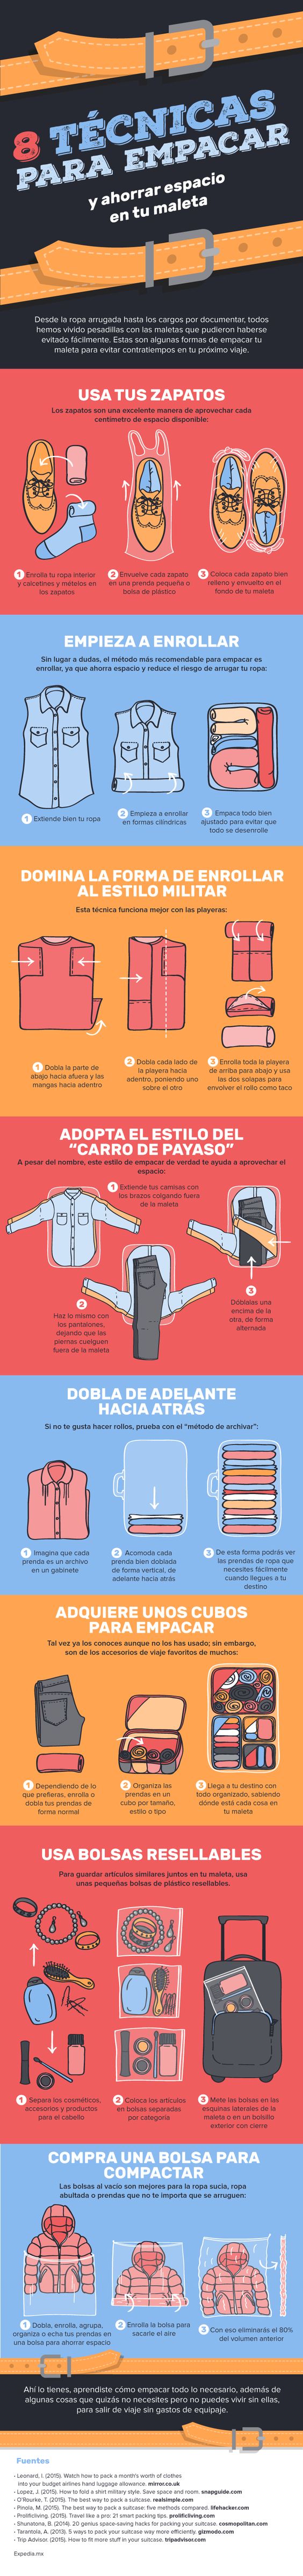 8 TÉCNICAS
PARA EMPACAR
y ahorrar espacio
en tu maleta
Desde la ropa arrugada hasta los cargos por documentar, todos
hemos vivido pesadillas con las maletas que pudieron haberse
evitado fácilmente. Estas son algunas formas de empacar tu
maleta para evitar contratiempos en tu próximo viaje.
USA TUS ZAPATOS
Los zapatos son una excelente manera de aprovechar cada
centímetro de espacio disponible:
1 Enrolla tu ropa interior
y calcetines y mételos en
los zapatos
2 Envuelve cada zapato
en una prenda pequeña o
bolsa de plástico
3 Coloca cada zapato bien
relleno y envuelto en el
fondo de tu maleta
EMPIEZA A ENROLLAR
Sin lugar a dudas, el método más recomendable para empacar es
enrollar, ya que ahorra espacio y reduce el riesgo de arrugar tu ropa:
1 Extiende bien tu ropa
2 Empieza a enrollar
en formas cilíndricas
3 Empaca todo bien
ajustado para evitar que
todo se desenrolle
DOMINA LA FORMA DE ENROLLAR
AL ESTILO MILITAR
Esta técnica funciona mejor con las playeras:
1 Dobla la parte de
abajo hacia afuera y las
mangas hacia adentro
2 Dobla cada lado de
la playera hacia
adentro, poniendo uno
sobre el otro
3 Enrolla toda la playera
de arriba para abajo y usa
las dos solapas para
envolver el rollo como taco
ADOPTA EL ESTILO DEL
"CARRO DE PAYASO"
A pesar del nombre, este estilo de empacar de verdad te ayuda a aprovechar el
espacio:
1 Extiende tus camisas con
los brazos colgando fuera
de la maleta
2
Haz lo mismo con
los pantalones,
dejando que las
piernas cuelguen
fuera de la maleta
3
Dóblalas una
encima de la
otra, de forma
alternada
DOBLA DE ADELANTE
HACIA ATRÁS
Si no te gusta hacer rollos, prueba con el "método de archivar":
1 Imagina que cada
prenda es un archivo
en un gabinete
2 Acomoda cada
prenda bien doblada
de forma vertical, de
adelante hacia atrás
3 De esta forma podrás ver
las prendas de ropa que
necesites fácilmente
cuando llegues a tu
destino
ADQUIERE UNOS CUBOS
PARA EMPACAR
Tal vez ya los conoces aunque no los has usado; sin embargo,
son de los accesorios de viaje favoritos de muchos:
1 Dependiendo de lo
que prefieras, enrolla o
dobla tus prendas de
forma normal
2 Organiza las
prendas en un
cubo por tamaño,
estilo o tipo
3 Llega a tu destino con
todo organizado, sabiendo
dónde está cada cosa en
tu maleta
USA BOLSAS RESELLABLES
Para guardar artículos similares juntos en tu maleta, usa
unas pequeñas bolsas de plástico resellables.
1 Separa los cosméticos,
accesorios y productos
para el cabello
2 Coloca los artículos
en bolsas separadas
por categoría
3 Mete las bolsas en las
esquinas laterales de la
maleta o en un bolsillo
exterior con cierre
COMPRA UNA BOLSA PARA
COMPACTAR
Las bolsas al vacío son mejores para la ropa sucia, ropa
abultada o prendas que no te importa que se arruguen:
1 Dobla, enrolla, agrupa,
organiza o echa tus prendas en
una bolsa para ahorrar espacio
2 Enrolla la bolsa para
sacarle el aire
3 Con eso eliminarás el 80%
del volumen anterior
Ahí lo tienes, aprendiste cómo empacar todo lo necesario, además de
algunas cosas que quizás no necesites pero no puedes vivir sin ellas,
para salir de viaje sin gastos de equipaje.
Fuentes
› Leonard, I. (2015). Watch how to pack a month's worth of clothes
into your budget airlines hand luggage allowance. mirror.co.uk
› Lopez, J. (2015). How to fold a shirt military style. Save space and room. snapguide.com
› O'Rourke, T. (2015). The best way to pack a suitcase. realsimple.com
› Pinola, M. (2015). The best way to pack a suitcase: five methods compared. lifehacker.com
› Prolificliving. (2015). Travel like a pro: 21 smart packing tips. prolificliving.com
› Shunatona, B. (2014). 20 genius space-saving hacks for packing your suitcase. cosmopolitan.com
› Tarantola, A. (2013). 5 ways to pack your suitcase way more efficiently. gizmodo.com
› Trip Advisor. (2015). How to fit more stuff in your suitcase. tripadvisor.com
Expedia.mx